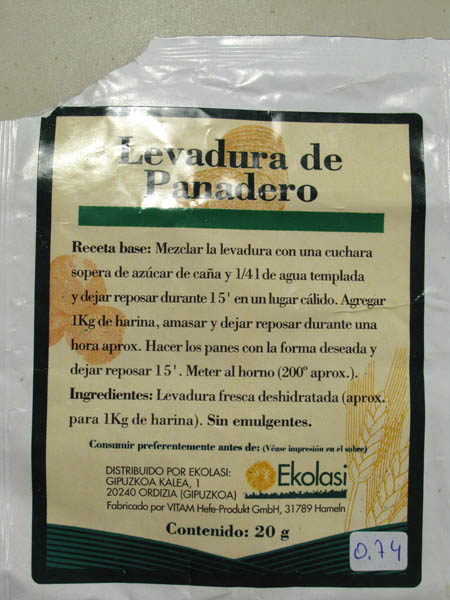 Levadura de
Panadero
Receta base: Mezclar la levadura con una cuchara
sopera de azúcar de caña y 1/4 l de agua templada
y dejar reposar durante 15' en un lugar cálido. Agregar
1Kg de harina, amasar y dejar reposar durante una
hora aprox. Hacer los panes con la forma deseada y
dejar reposar 15'. Meter al horno (200º aprox.).
Ingredientes: Levadura fresca deshidratada (aprox.
para 1Kg de harina). Sin emulgentes.
Consumir preferentemente antes de: (Véase impresión en el sobre)
DISTRIBUIDO POR EKOLASI:
GIPUZKOA KALEA, 1
20240 ORDIZIA (GIPUZKOA)
Ekolasi
Fabricado por VITAM Hefe-Produkt GmbH, 31789 Hameln
Contenido: 20 g
0.74